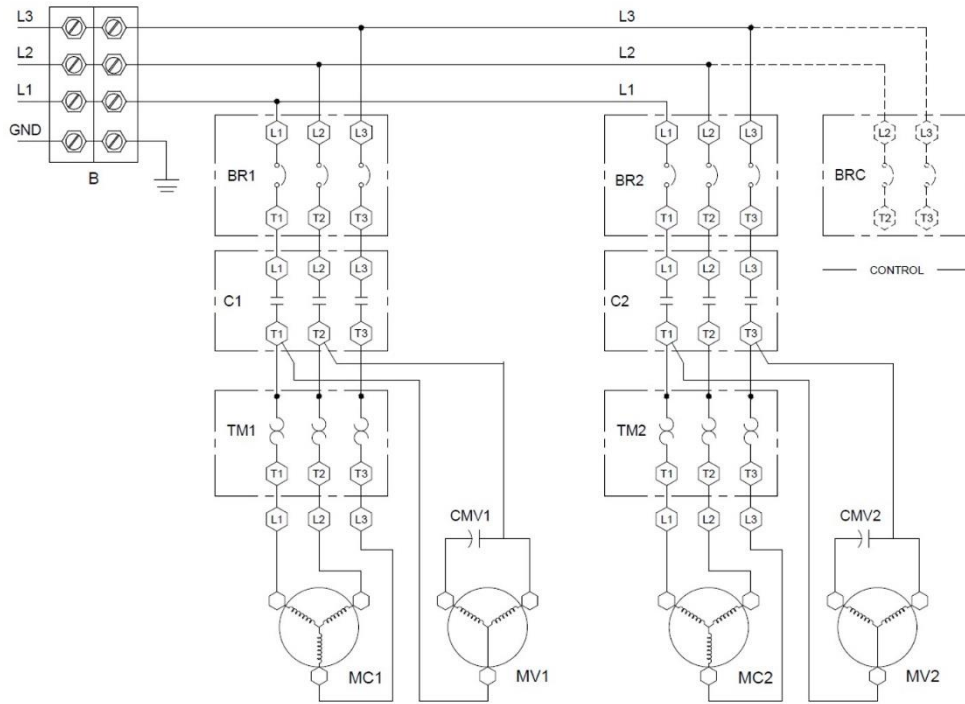 L3 L3
L2 L2
L1 L1
GND
B
L1 L2 L3 L1 L2 L3 L2 L3
BR1 BR2 BRC
T1 T2 T3 T1 T2 T3 T2 T3
L1 L2 L3 L1 L2 L3
CONTROL
C1 C2
T1 T2 T3 T1 T2 T3
TM1 TM2
T1 T2 T3 T1 T2 T3
L1 L2 L3 CMV1 L1 L2 L3 CMV2
MC1 MV1 MC2 MV2